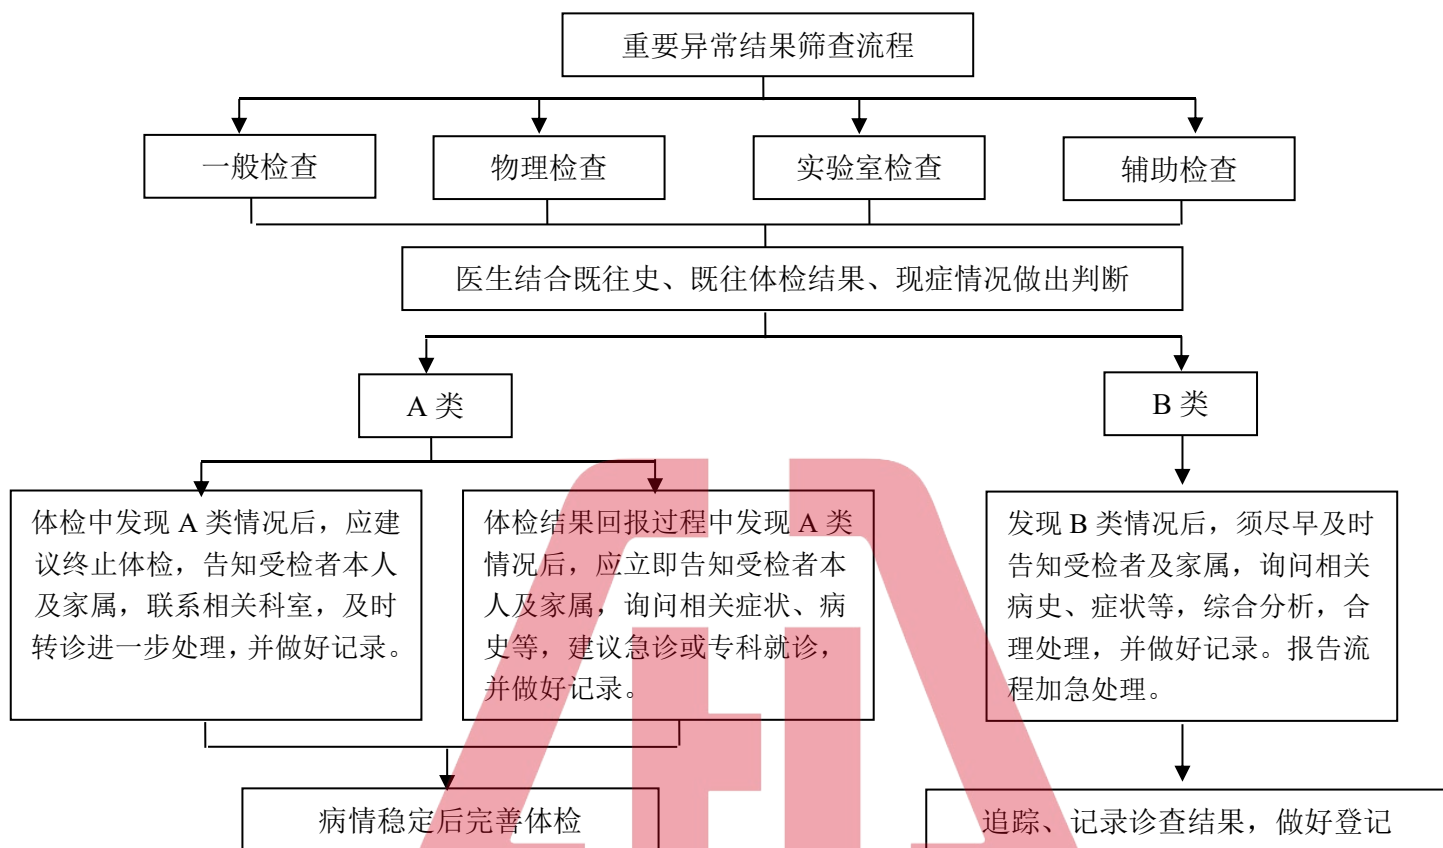 重要异常结果筛查流程
一般检查
物理检查
实验室检查
辅助检查
医生结合既往史、既往体检结果、现症情况做出判断
A 类
B 类
体检中发现 A 类情况后，应建
议终止体检，告知受检者本人
及家属，联系相关科室，及时
转诊进一步处理，并做好记录。
体检结果回报过程中发现 A 类
情况后，应立即告知受检者本
人及家属，询问相关症状、病
史等，建议急诊或专科就诊，
并做好记录。
发现 B 类情况后，须尽早及时
告知受检者及家属，询问相关
病史、症状等，综合分析，合
理处理，并做好记录。报告流
程加急处理。
病情稳定后完善体检
追踪、记录诊查结果，做好登记